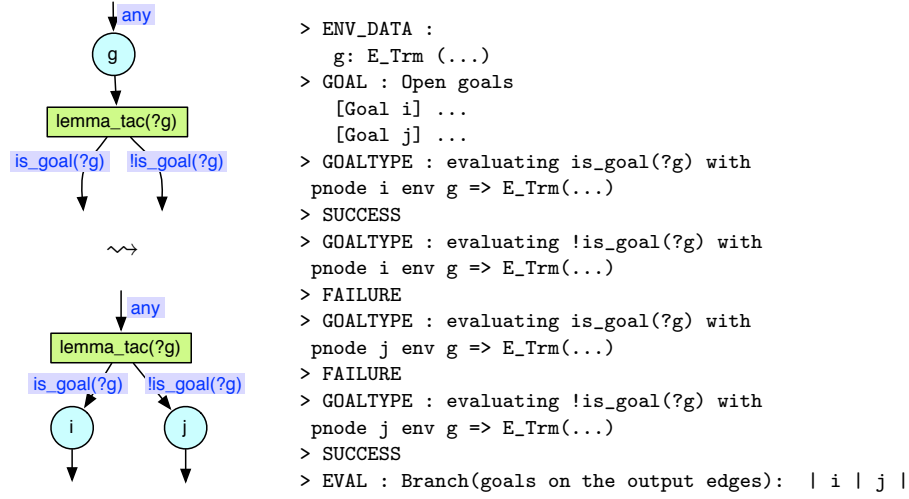 any
g
lemma_tac(?g)
is_goal(?g) !is_goal(?g)
any
lemma_tac(?g)
is_goal(?g) !is_goal(?g)
i j
> ENV_DATA :
g: E_Trm (...)
> GOAL : Open goals
[Goal i] ...
[Goal j] ...
> GOALTYPE : evaluating is_goal(?g) with
pnode i env g => E_Trm(...)
> SUCCESS
> GOALTYPE : evaluating !is_goal(?g) with
pnode i env g => E_Trm(...)
> FAILURE
> GOALTYPE : evaluating is_goal(?g) with
pnode j env g => E_Trm(...)
> FAILURE
> GOALTYPE : evaluating !is_goal(?g) with
pnode j env g => E_Trm(...)
> SUCCESS
> EVAL : Branch(goals on the output edges): | i | j |